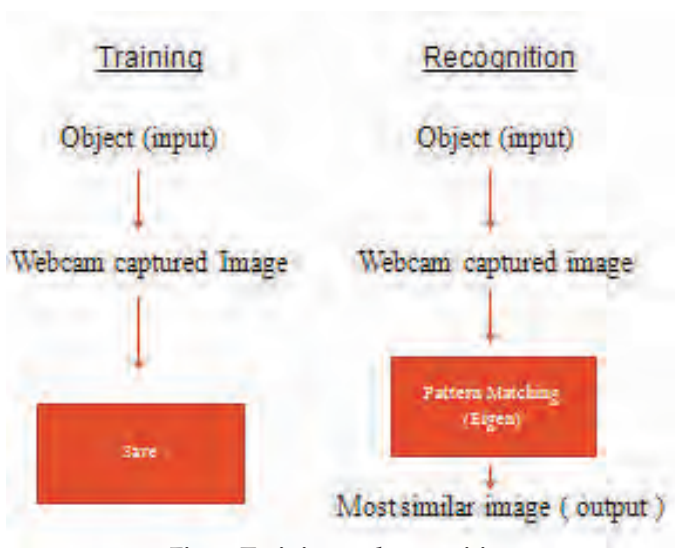 Training
Object (input)
Webcam captured Image
Save
Recognition
Object (input)
Webcam captured image
Pattern Matching
(Eigen)
Most similar image ( output )